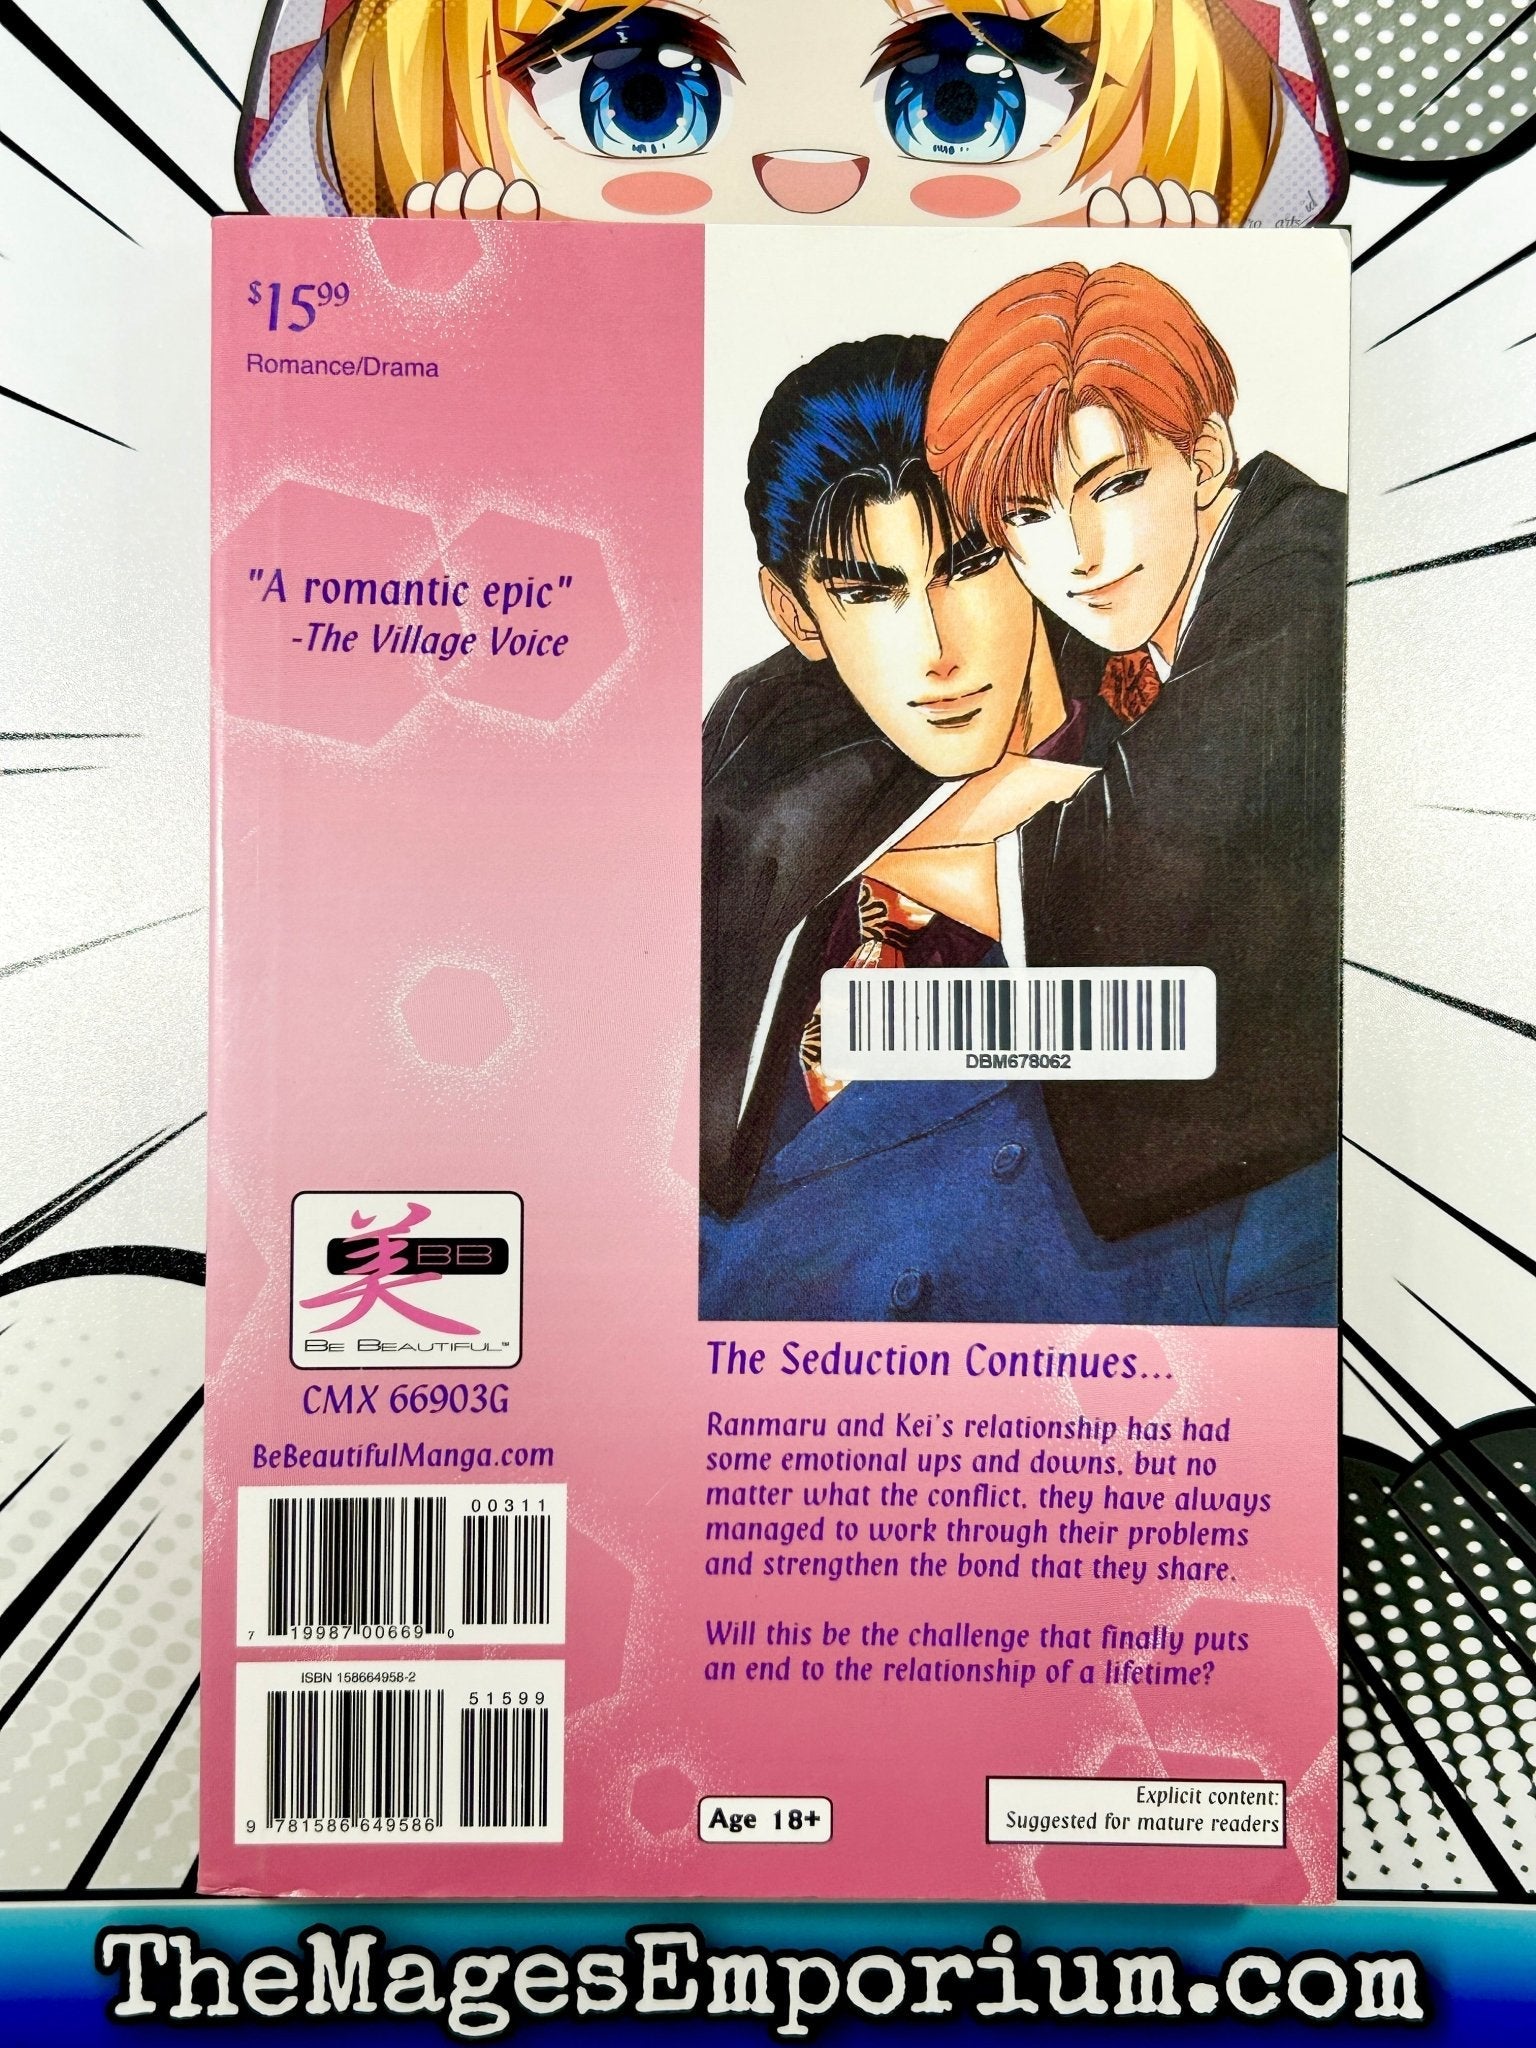 $15⁹⁹
Romance/Drama
"A romantic epic"
-The Village Voice
DBM678062
美 BB
BE BEAUTIFUL™
CMX 66903G
BeBeautifulManga.com
00311
7 19987 00669 0
ISBN 158664958-2
51599
9 781586 649586
The Seduction Continues...
Ranmaru and Kei's relationship has had
some emotional ups and downs, but no
matter what the conflict, they have always
managed to work through their problems
and strengthen the bond that they share.
Will this be the challenge that finally puts
an end to the relationship of a lifetime?
Age 18+
Explicit content:
Suggested for mature readers
TheMagesEmporium.com